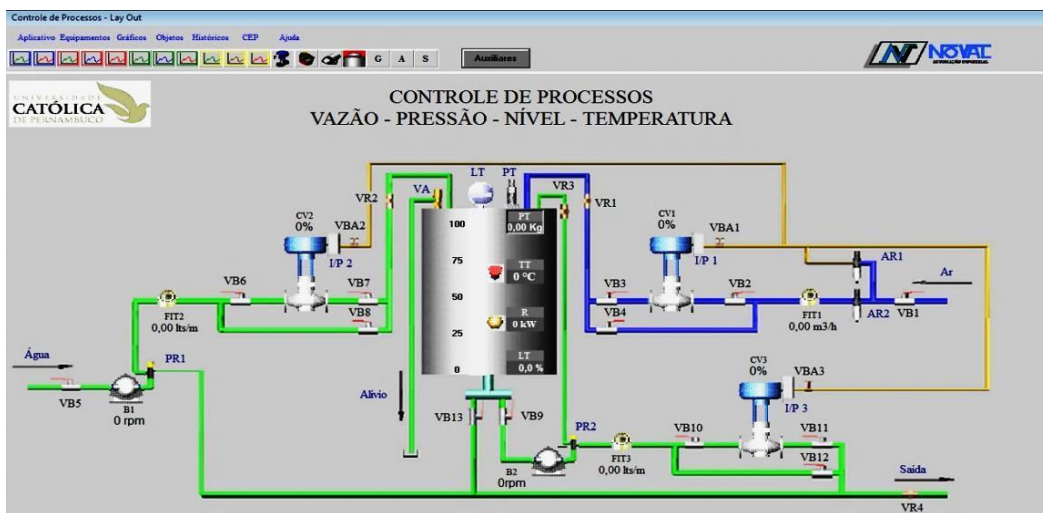 Controle de Processos - Lay Out
Aplicativo Equipamentos Gráficos Objetos Históricos CEP Ajuda
G A S Auxiliares
NOVAT
UNIVERSIDADE
CATÓLICA
DE PERNAMBUCO
CONTROLE DE PROCESSOS
VAZÃO - PRESSÃO - NÍVEL - TEMPERATURA
LT PT
VA VR3
VR2 VR1
CV2
0%
VBA2
I/P 2
100
75
50
25
0
PT
0,00 Kg
TT
0 °C
R
0 kW
LT
0,0 %
CV1
0%
VBA1
I/P 1
AR1
Ar
AR2
VB1
VB6 VB7
VB8
VB3 VB2
VB4
FIT2
0,00 lts/m
FIT1
0,00 m3/h
Água
PR1
VB5
B1
0 rpm
Alívio
VB13 VB9
PR2
B2
0rpm
FIT3
0,00 lts/m
CV3
0%
VBA3
I/P 3
VB10 VB11
VB12
Saída
VR4